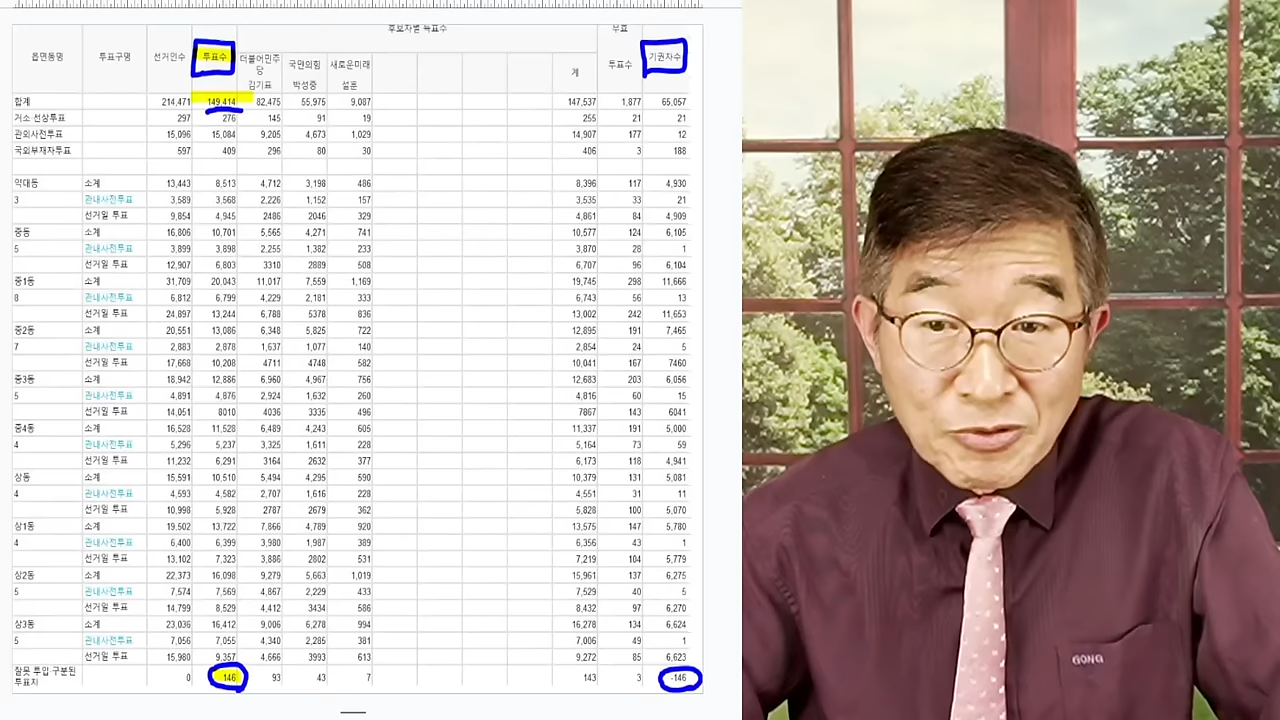 후보자별 득표수 무효
읍면동명 투표구명 선거인수 투표수 투표수 기권자수
더불어민주당 김기표 국민의힘 박성중 새로운미래 설훈 계
합계 214,471 149,414 82,475 55,975 9,087 147,537 1,877 65,057
거소 선상투표 297 276 145 91 19 255 21 21
관외사전투표 15,096 15,084 9,205 4,673 1,029 14,907 177 12
국외부재자투표 597 409 296 80 30 406 3 188
약대동 소계 13,443 8,513 4,712 3,198 486 8,396 117 4,930
3 관내사전투표 3,589 3,568 2,226 1,152 157 3,535 33 21
선거일 투표 9,854 4,945 2486 2046 329 4,861 84 4,909
중동 소계 16,806 10,701 5,565 4,271 741 10,577 124 6,105
5 관내사전투표 3,899 3,898 2,255 1,382 233 3,870 28 1
선거일 투표 12,907 6,803 3310 2889 508 6,707 96 6,104
중1동 소계 31,709 20,043 11,017 7,559 1,169 19,745 298 11,666
8 관내사전투표 6,812 6,799 4,229 2,181 333 6,743 56 13
선거일 투표 24,897 13,244 6,788 5378 836 13,002 242 11,653
중2동 소계 20,551 13,086 6,348 5,825 722 12,895 191 7,465
7 관내사전투표 2,883 2,878 1,637 1,077 140 2,854 24 5
선거일 투표 17,668 10,208 4711 4748 582 10,041 167 7460
중3동 소계 18,942 12,886 6,960 4,967 756 12,683 203 6,056
5 관내사전투표 4,891 4,876 2,924 1,632 260 4,816 60 15
선거일 투표 14,051 8010 4036 3335 496 7867 143 6041
중4동 소계 16,528 11,528 6,489 4,243 605 11,337 191 5,000
4 관내사전투표 5,296 5,237 3,325 1,611 228 5,164 73 59
선거일 투표 11,232 6,291 3164 2632 377 6,173 118 4,941
상동 소계 15,591 10,510 5,494 4,295 590 10,379 131 5,081
4 관내사전투표 4,593 4,582 2,707 1,616 228 4,551 31 11
선거일 투표 10,998 5,928 2787 2679 362 5,828 100 5,070
상1동 소계 19,502 13,722 7,866 4,789 920 13,575 147 5,780
4 관내사전투표 6,400 6,399 3,980 1,987 389 6,356 43 1
선거일 투표 13,102 7,323 3,886 2802 531 7,219 104 5,779
상2동 소계 22,373 16,098 9,279 5,663 1,019 15,961 137 6,275
5 관내사전투표 7,574 7,569 4,867 2,229 433 7,529 40 5
선거일 투표 14,799 8,529 4,412 3434 586 8,432 97 6,270
상3동 소계 23,036 16,412 9,006 6,278 994 16,278 134 6,624
5 관내사전투표 7,056 7,055 4,340 2,285 381 7,006 49 1
선거일 투표 15,980 9,357 4,666 3993 613 9,272 85 6,623
잘못 투입·구분된 투표지 0 146 93 43 7 143 3 -146
GONG